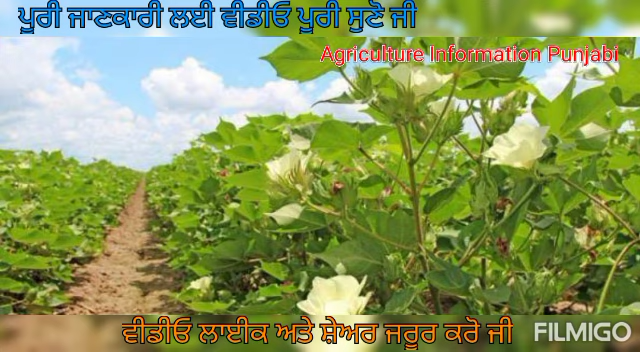 ਪੂਰੀ ਜਾਣਕਾਰੀ ਲਈ ਵੀਡੀਓ ਪੂਰੀ ਸੁਣੋ ਜੀ
Agriculture Information Punjabi
ਵੀਡੀਓ ਲਾਈਕ ਅਤੇ ਸ਼ੇਅਰ ਜਰੂਰ ਕਰੋ ਜੀ
FILMIGO